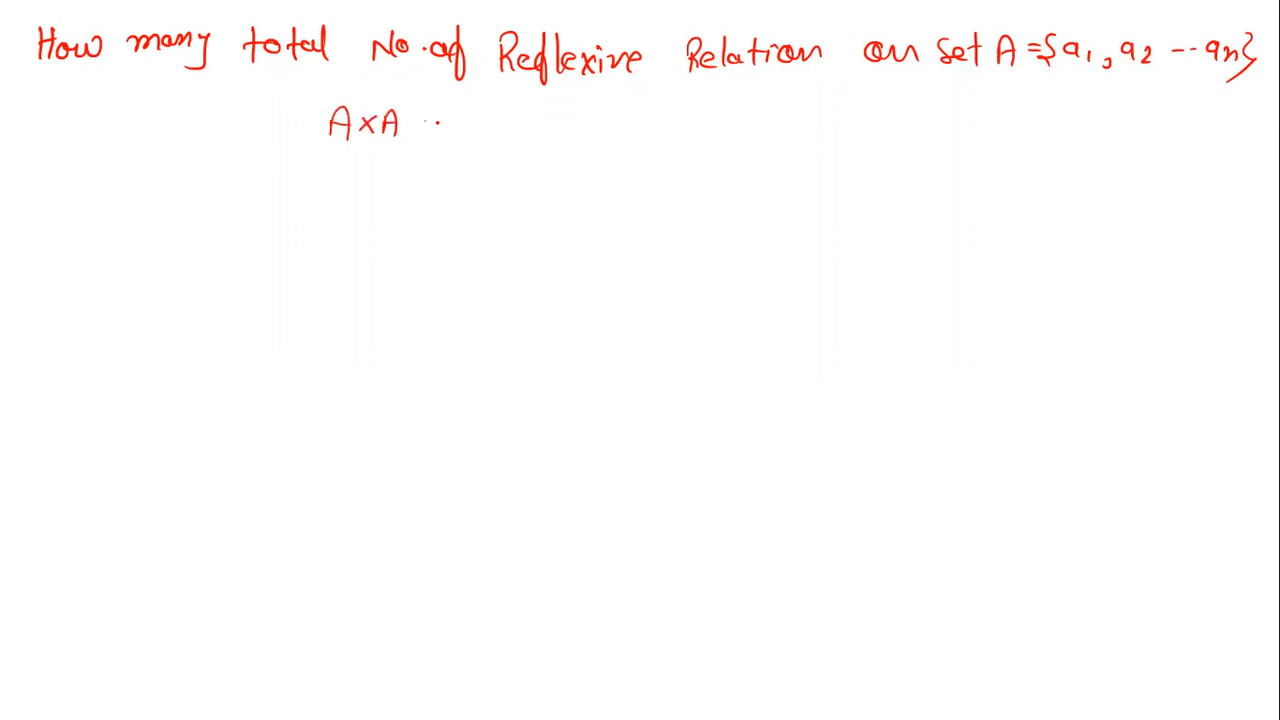 How many total No. of Reflexive Relation on set A = {a1, a2 -- an}
A×A